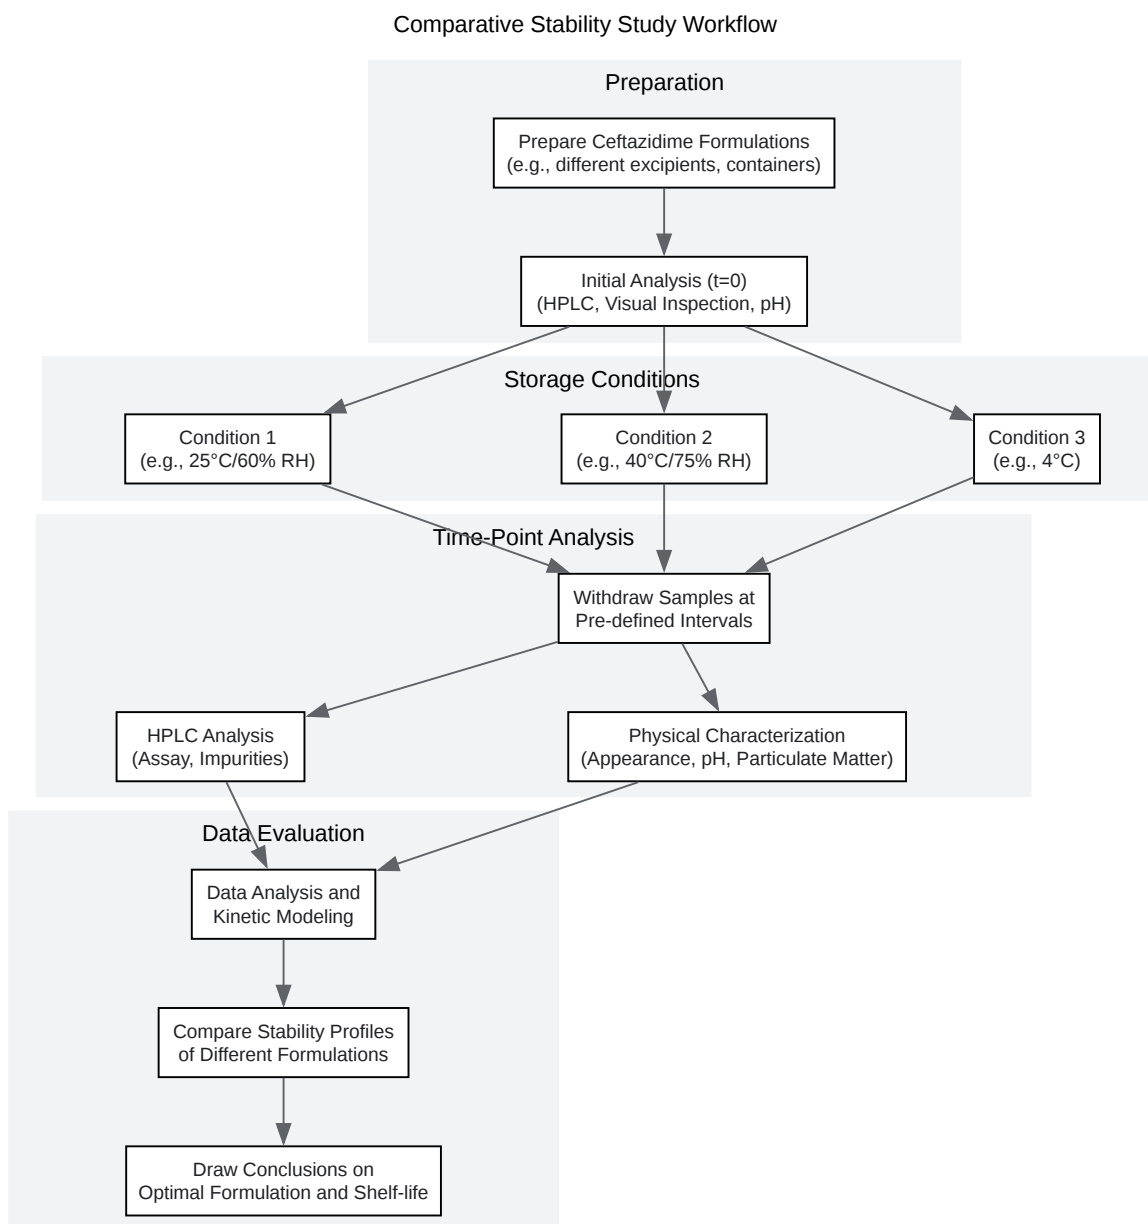 Comparative Stability Study Workflow
Preparation
Prepare Ceftazidime Formulations
(e.g., different excipients, containers)
Initial Analysis (t=0)
(HPLC, Visual Inspection, pH)
Storage Conditions
Condition 1
(e.g., 25°C/60% RH)
Condition 2
(e.g., 40°C/75% RH)
Condition 3
(e.g., 4°C)
Time-Point Analysis
Withdraw Samples at
Pre-defined Intervals
HPLC Analysis
(Assay, Impurities)
Physical Characterization
(Appearance, pH, Particulate Matter)
Data Evaluation
Data Analysis and
Kinetic Modeling
Compare Stability Profiles
of Different Formulations
Draw Conclusions on
Optimal Formulation and Shelf-life